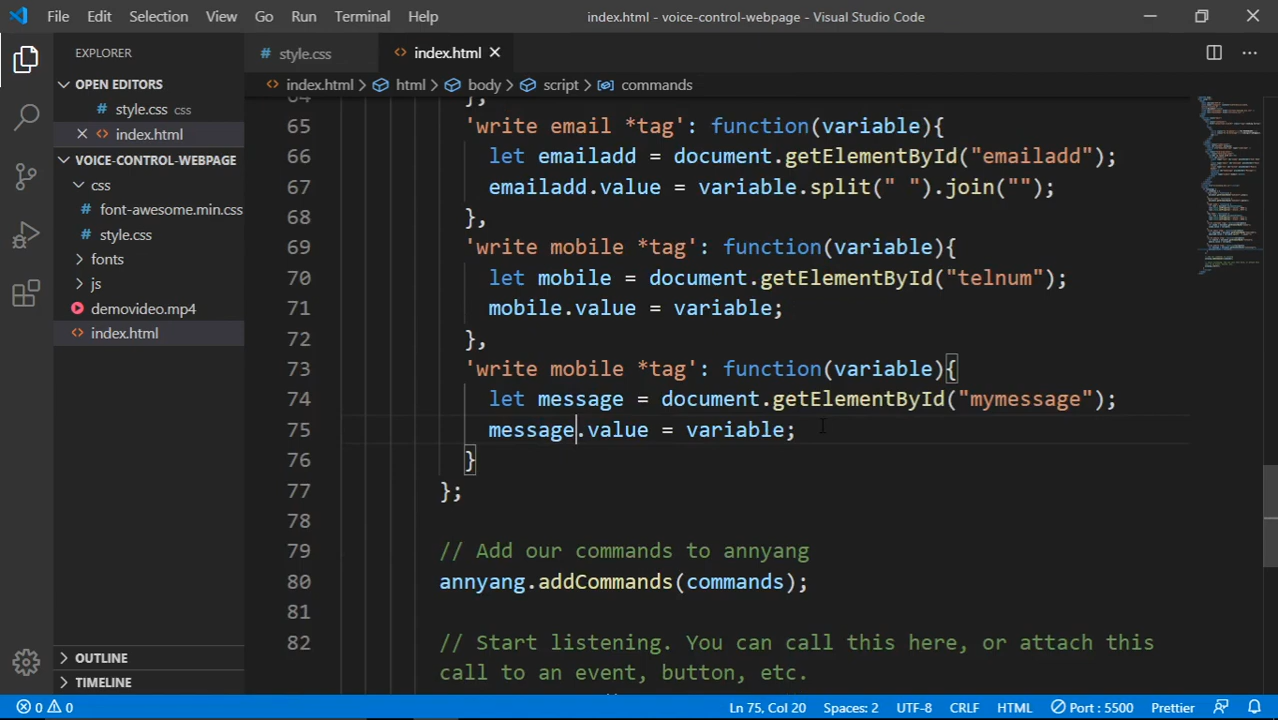 File Edit Selection View Go Run Terminal Help index.html - voice-control-webpage - Visual Studio Code
EXPLORER
OPEN EDITORS
# style.css css
index.html
VOICE-CONTROL-WEBPAGE
css
# font-awesome.min.css
# style.css
fonts
js
demovideo.mp4
index.html
OUTLINE
TIMELINE
# style.css <> index.html
<> index.html html body script commands
64 },
65 'write email *tag': function(variable){
66 let emailadd = document.getElementById("emailadd");
67 emailadd.value = variable.split(" ").join("");
68 },
69 'write mobile *tag': function(variable){
70 let mobile = document.getElementById("telnum");
71 mobile.value = variable;
72 },
73 'write mobile *tag': function(variable){
74 let message = document.getElementById("mymessage");
75 message.value = variable;
76 }
77 };
78
79 // Add our commands to annyang
80 annyang.addCommands(commands);
81
82 // Start listening. You can call this here, or attach this
call to an event, button, etc.
0 0 Ln 75, Col 20 Spaces: 2 UTF-8 CRLF HTML Port : 5500 Prettier